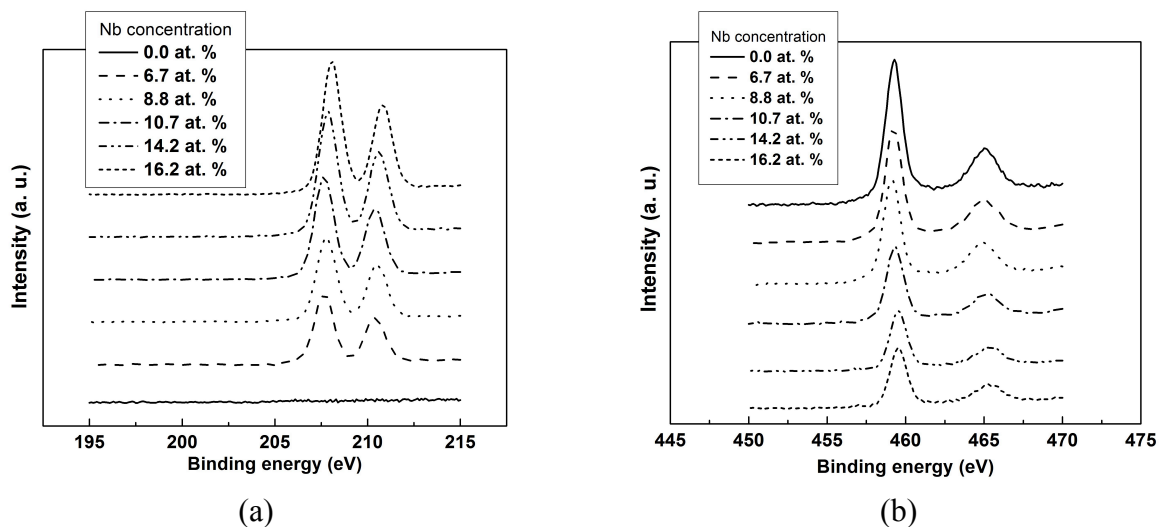 Nb concentration
0.0 at. %
6.7 at. %
8.8 at. %
10.7 at. %
14.2 at. %
16.2 at. %
Intensity (a. u.)
195 200 205 210 215
Binding energy (eV)
(a)
Nb concentration
0.0 at. %
6.7 at. %
8.8 at. %
10.7 at. %
14.2 at. %
16.2 at. %
Intensity (a. u.)
445 450 455 460 465 470 475
Binding energy (eV)
(b)